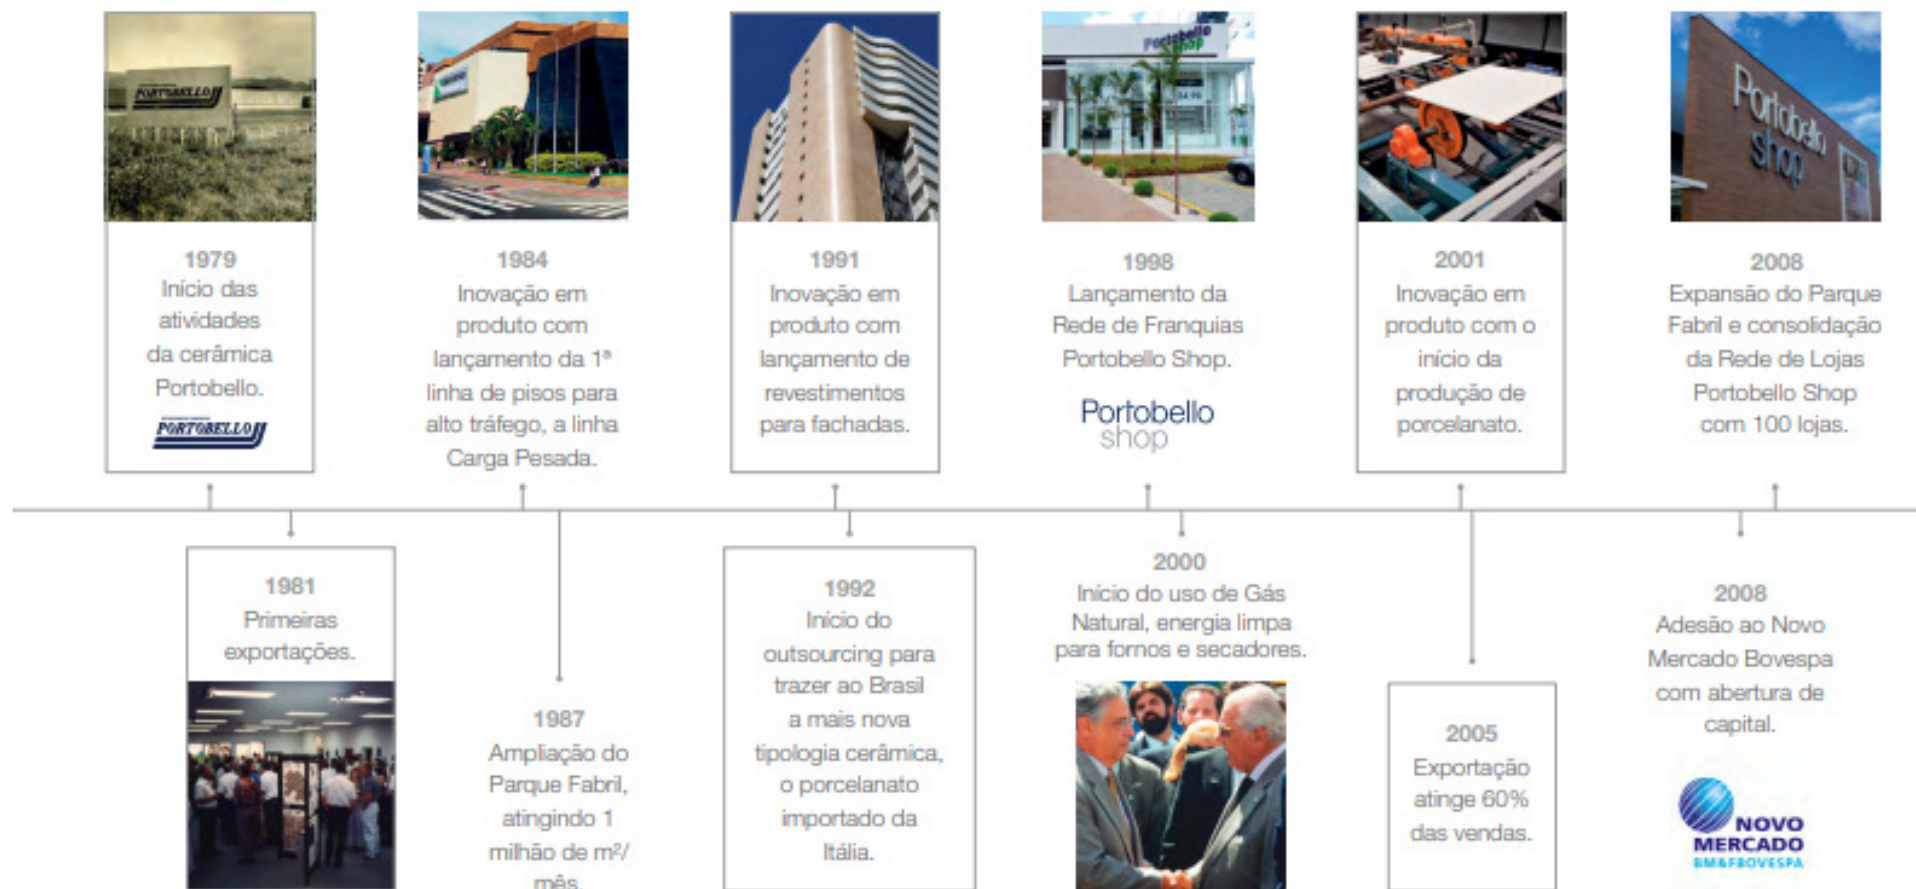 PORTOBELLO
Portobello
shop
Portobello
shop
1979
Início das
atividades
da cerâmica
Portobello.
PORTOBELLO
1984
Inovação em
produto com
lançamento da 1ª
linha de pisos para
alto tráfego, a linha
Carga Pesada.
1991
Inovação em
produto com
lançamento de
revestimentos
para fachadas.
1998
Lançamento da
Rede de Franquias
Portobello Shop.
Portobello
shop
2001
Inovação em
produto com o
início da
produção de
porcelanato.
2008
Expansão do Parque
Fabril e consolidação
da Rede de Lojas
Portobello Shop
com 100 lojas.
1981
Primeiras
exportações.
1987
Ampliação do
Parque Fabril,
atingindo 1
milhão de m²/
mês.
1992
Início do
outsourcing para
trazer ao Brasil
a mais nova
tipologia cerâmica,
o porcelanato
importado da
Itália.
2000
Início do uso de Gás
Natural, energia limpa
para fornos e secadores.
2005
Exportação
atinge 60%
das vendas.
2008
Adesão ao Novo
Mercado Bovespa
com abertura de
capital.
NOVO
MERCADO
BM&FBOVESPA